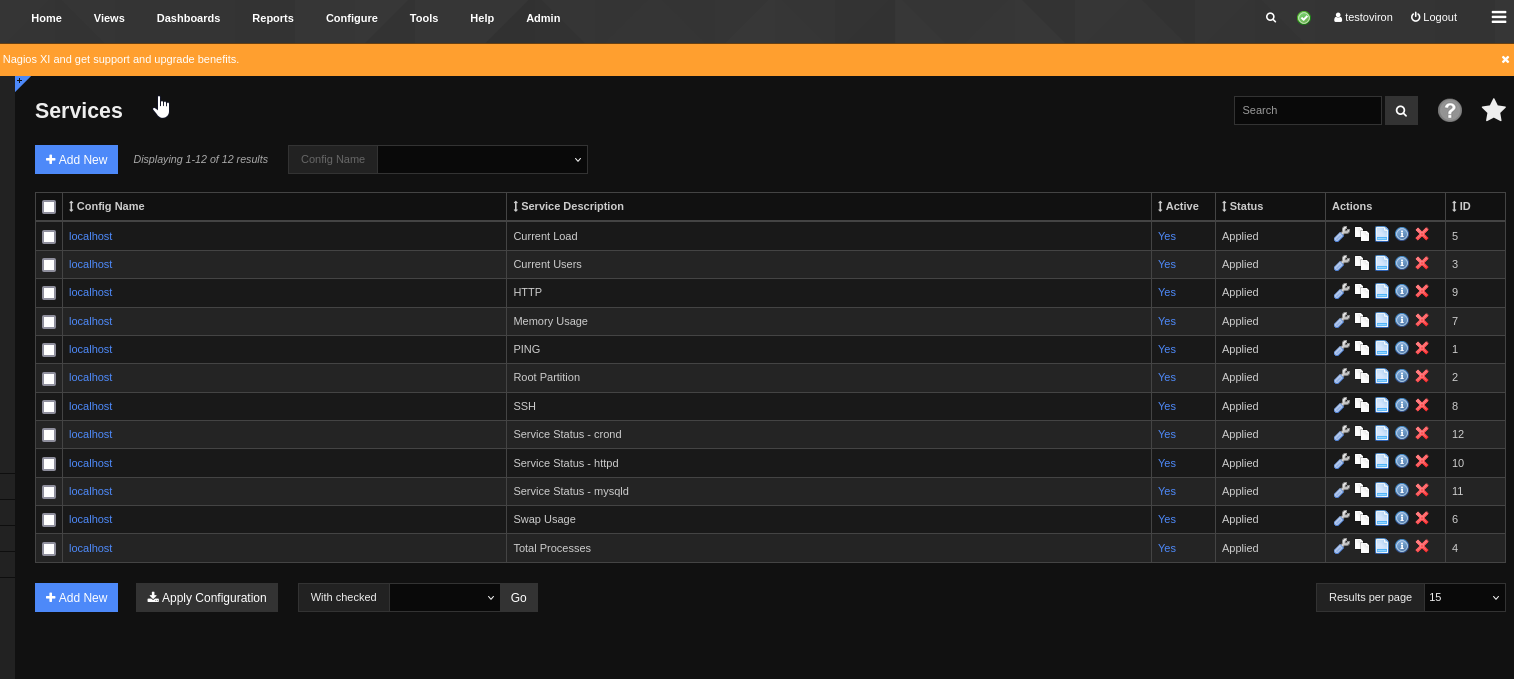 Home Views Dashboards Reports Configure Tools Help Admin testoviron Logout
Nagios XI and get support and upgrade benefits.
Services Search
+ Add New Displaying 1-12 of 12 results Config Name
Config Name Service Description Active Status Actions ID
localhost Current Load Yes Applied 5
localhost Current Users Yes Applied 3
localhost HTTP Yes Applied 9
localhost Memory Usage Yes Applied 7
localhost PING Yes Applied 1
localhost Root Partition Yes Applied 2
localhost SSH Yes Applied 8
localhost Service Status - crond Yes Applied 12
localhost Service Status - httpd Yes Applied 10
localhost Service Status - mysqld Yes Applied 11
localhost Swap Usage Yes Applied 6
localhost Total Processes Yes Applied 4
+ Add New Apply Configuration With checked Go Results per page 15